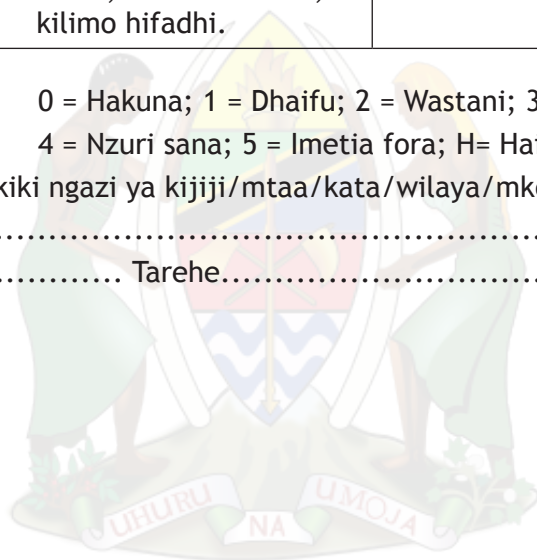 kilimo hifadhi.
0 = Hakuna; 1 = Dhaifu; 2 = Wastani; 3
4 = Nzuri sana; 5 = Imetia fora; H= Ha
kiki ngazi ya kijiji/mtaa/kata/wilaya/mk
............................................................
............ Tarehe....................................
UHURU NA UMOJA